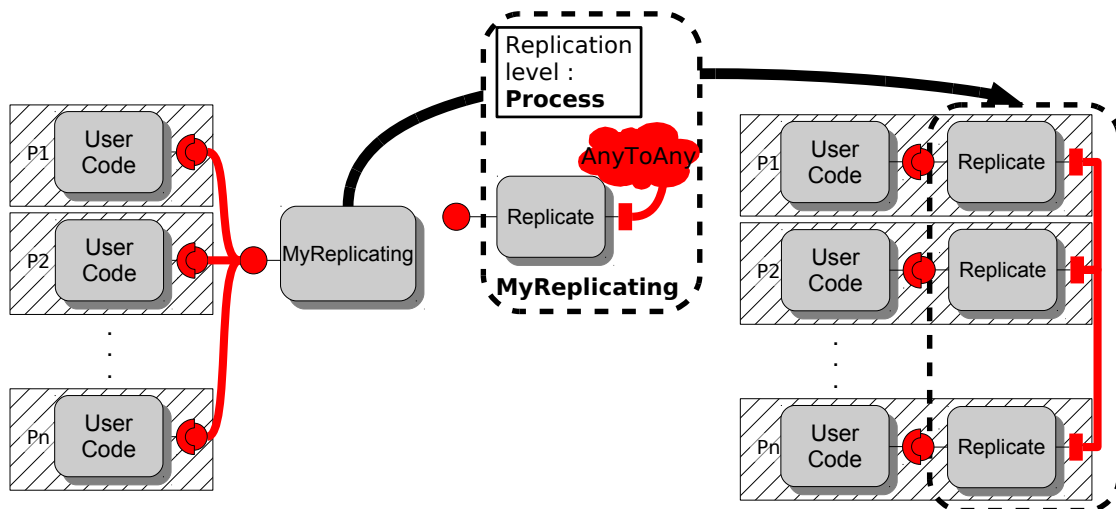 P1
User
Code
P2
User
Code
.
.
.
Pn
User
Code
MyReplicating
Replication
level :
Process
AnyToAny
Replicate
MyReplicating
P1
User
Code
Replicate
P2
User
Code
Replicate
.
.
.
Pn
User
Code
Replicate